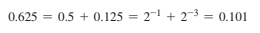 0.625 = 0.5 + 0.125 = 2⁻¹ + 2⁻³ = 0.101